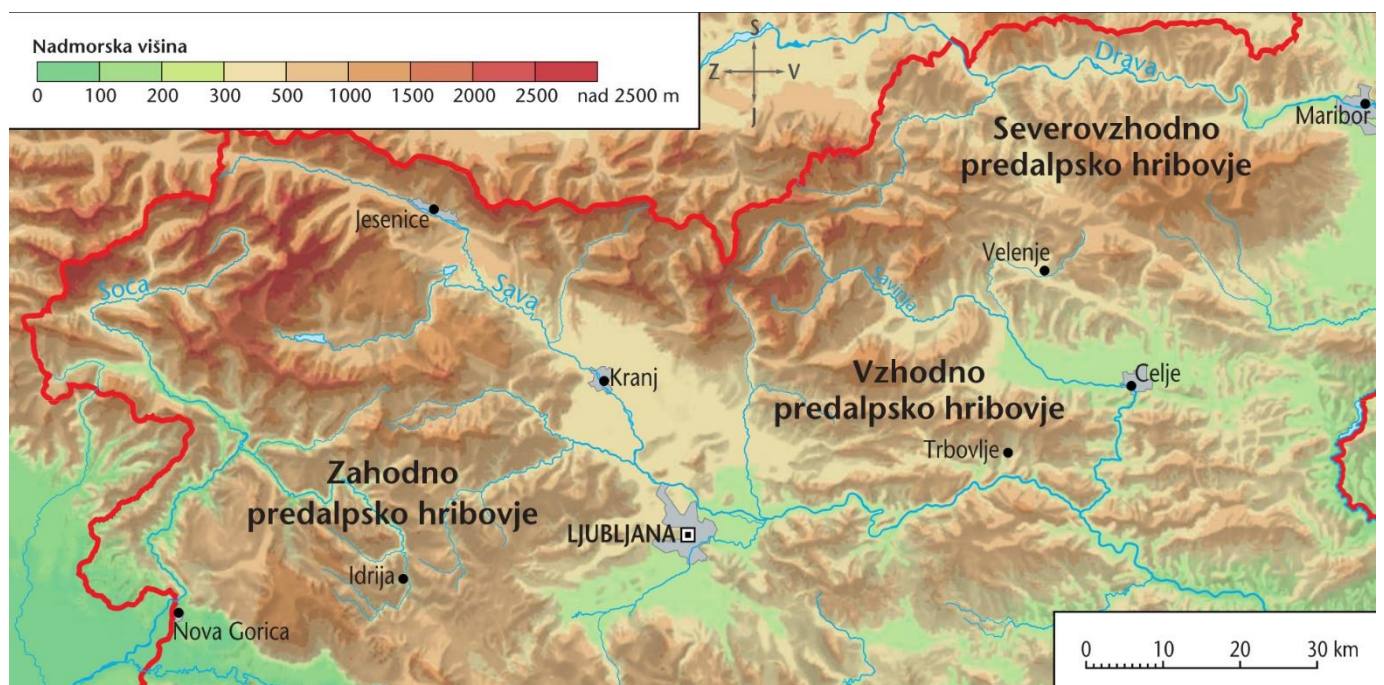 Nadmorska višina
0 100 200 300 500 1000 1500 2000 2500 nad 2500 m
S
Z V
J
Drava
Maribor
Severovzhodno
predalpsko hribovje
Jesenice
Velenje
Soča
Sava
Savinja
Kranj
Vzhodno
predalpsko hribovje
Celje
Trbovlje
Zahodno
predalpsko hribovje
LJUBLJANA
Idrija
Nova Gorica
0 10 20 30 km